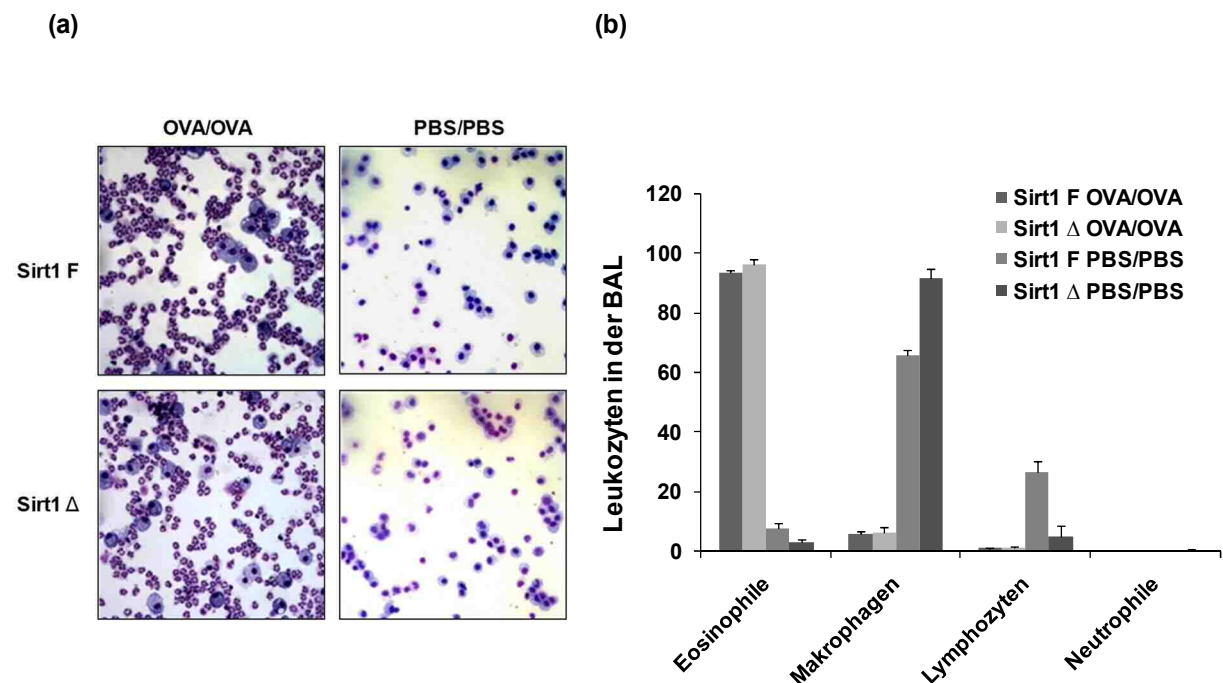 (a)
OVA/OVA PBS/PBS
Sirt1 F
Sirt1 Δ
(b)
Leukozyten in der BAL
120
100
80
60
40
20
0
Sirt1 F OVA/OVA
Sirt1 Δ OVA/OVA
Sirt1 F PBS/PBS
Sirt1 Δ PBS/PBS
Eosinophile
Makrophagen
Lymphozyten
Neutrophile